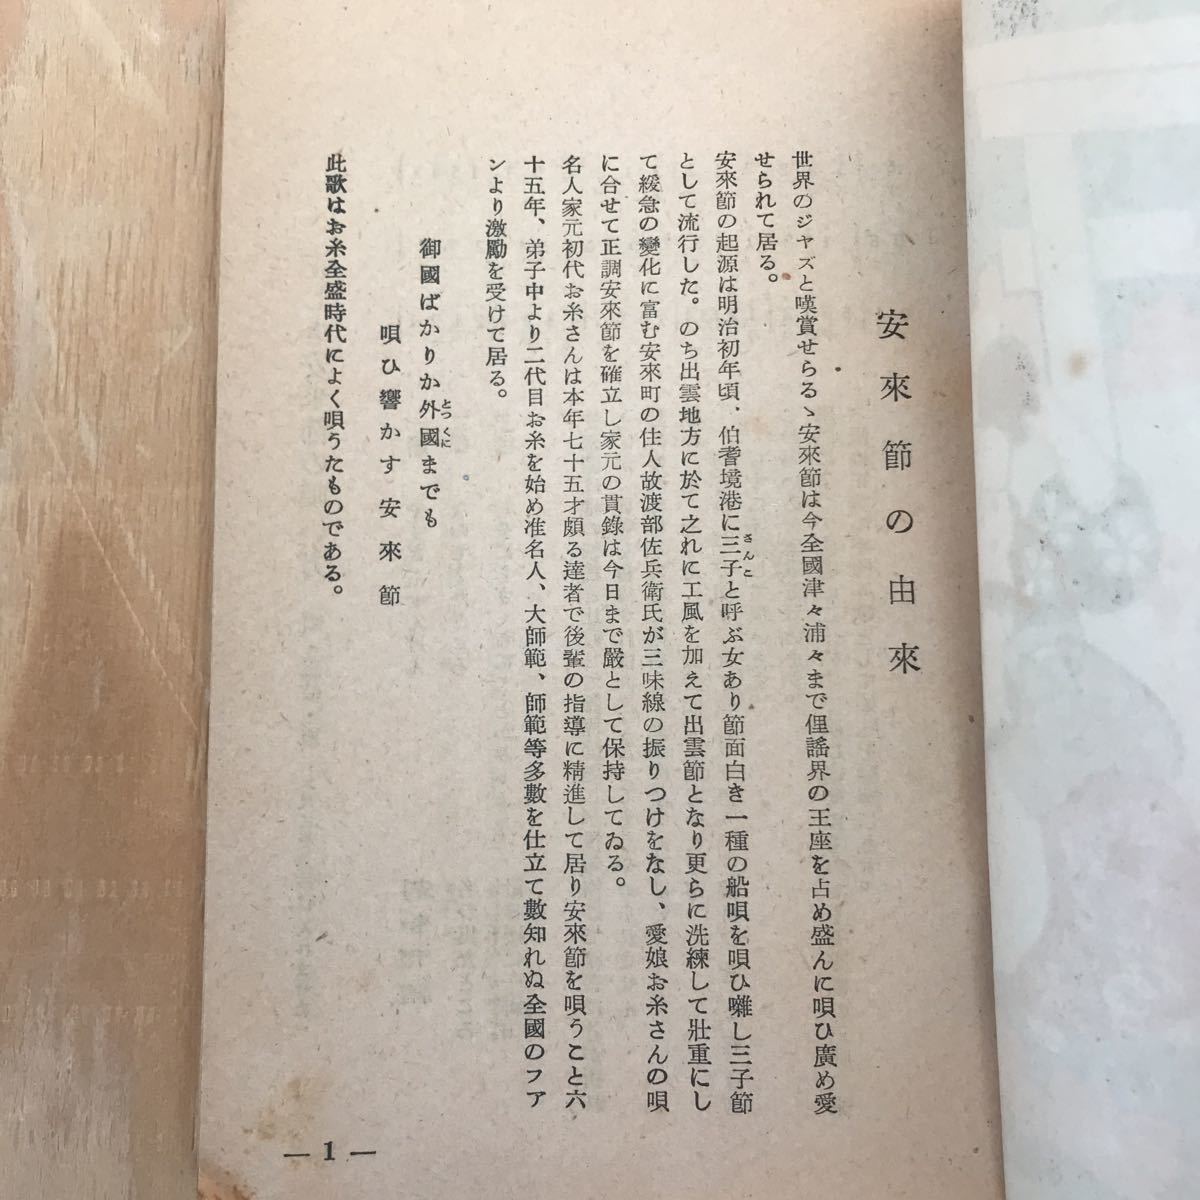 安來節の由來
世界のジャズと嘆賞せらるゝ安來節は今全國津々浦々まで俚謠界の王座を占め盛んに唄ひ廣め愛
せられて居る。
安來節の起源は明治初年頃、伯耆境港に三子と呼ぶ女あり節面白き一種の船唄を唄ひ囃し三子節
さんこ
として流行した。のち出雲地方に於て之れに工風を加えて出雲節となり更らに洗練して壯重にし
て緩急の變化に富む安來町の住人故渡部佐兵衛氏が三味線の振りつけをなし、愛娘お糸さんの唄
に合せて正調安來節を確立し家元の貫錄は今日まで嚴として保持してゐる。
名人家元初代お糸さんは本年七十五才頗る達者で後輩の指導に精進して居り安來節を唄うこと六
十五年、弟子中より二代目お糸を始め准名人、大師範、師範等多數を仕立て數知れぬ全國のファ
ンより激勵を受けて居る。
御國ばかりか外國までも
とつくに
唄ひ響かす安來節
此歌はお糸全盛時代によく唄うたものである。
— 1 —